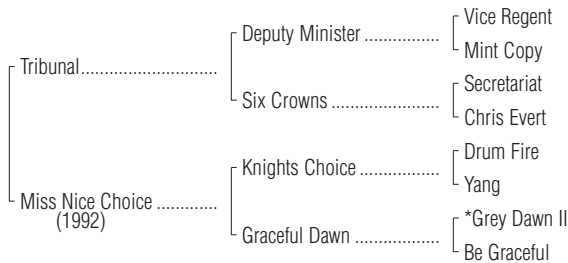 Vice Regent
Deputy Minister ................
Mint Copy
Tribunal............................
Secretariat
Six Crowns ......................
Chris Evert
Drum Fire
Knights Choice .................
Yang
Miss Nice Choice .............
(1992)
*Grey Dawn II
Graceful Dawn .................
Be Graceful